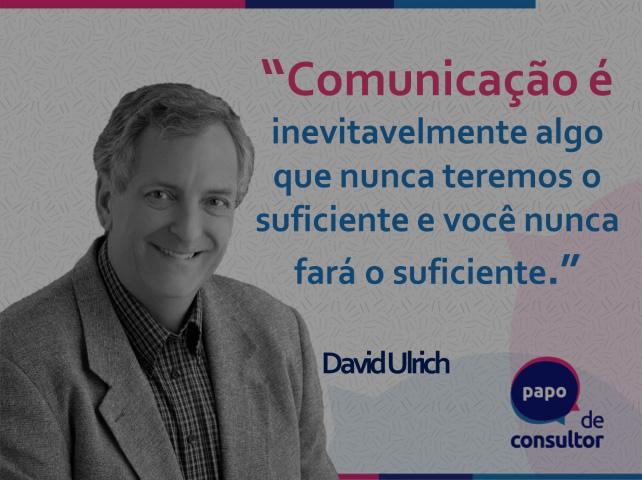 “Comunicação é
inevitavelmente algo
que nunca teremos o
suficiente e você nunca
fará o suficiente.”
David Ulrich
papo
de
consultor